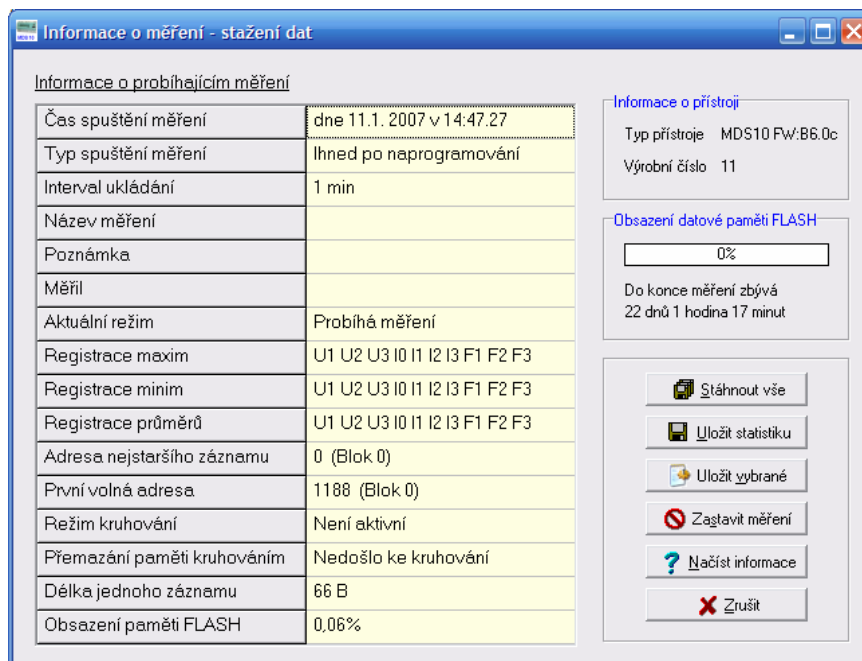 Informace o měření - stažení dat
Informace o probíhajícím měření
Čas spuštění měření dne 11.1. 2007 v 14:47.27
Typ spuštění měření Ihned po naprogramování
Interval ukládání 1 min
Název měření
Poznámka
Měřil
Aktuální režim Probíhá měření
Registrace maxim U1 U2 U3 I0 I1 I2 I3 F1 F2 F3
Registrace minim U1 U2 U3 I0 I1 I2 I3 F1 F2 F3
Registrace průměrů U1 U2 U3 I0 I1 I2 I3 F1 F2 F3
Adresa nejstaršího záznamu 0 (Blok 0)
První volná adresa 1188 (Blok 0)
Režim kruhování Není aktivní
Přemazání paměti kruhováním Nedošlo ke kruhování
Délka jednoho záznamu 66 B
Obsazení paměti FLASH 0,06%
Informace o přístroji
Typ přístroje MDS10 FW:B6.0c
Výrobní číslo 11
Obsazení datové paměti FLASH
0%
Do konce měření zbývá
22 dnů 1 hodina 17 minut
Stáhnout vše
Uložit statistiku
Uložit vybrané
Zastavit měření
Načíst informace
Zrušit